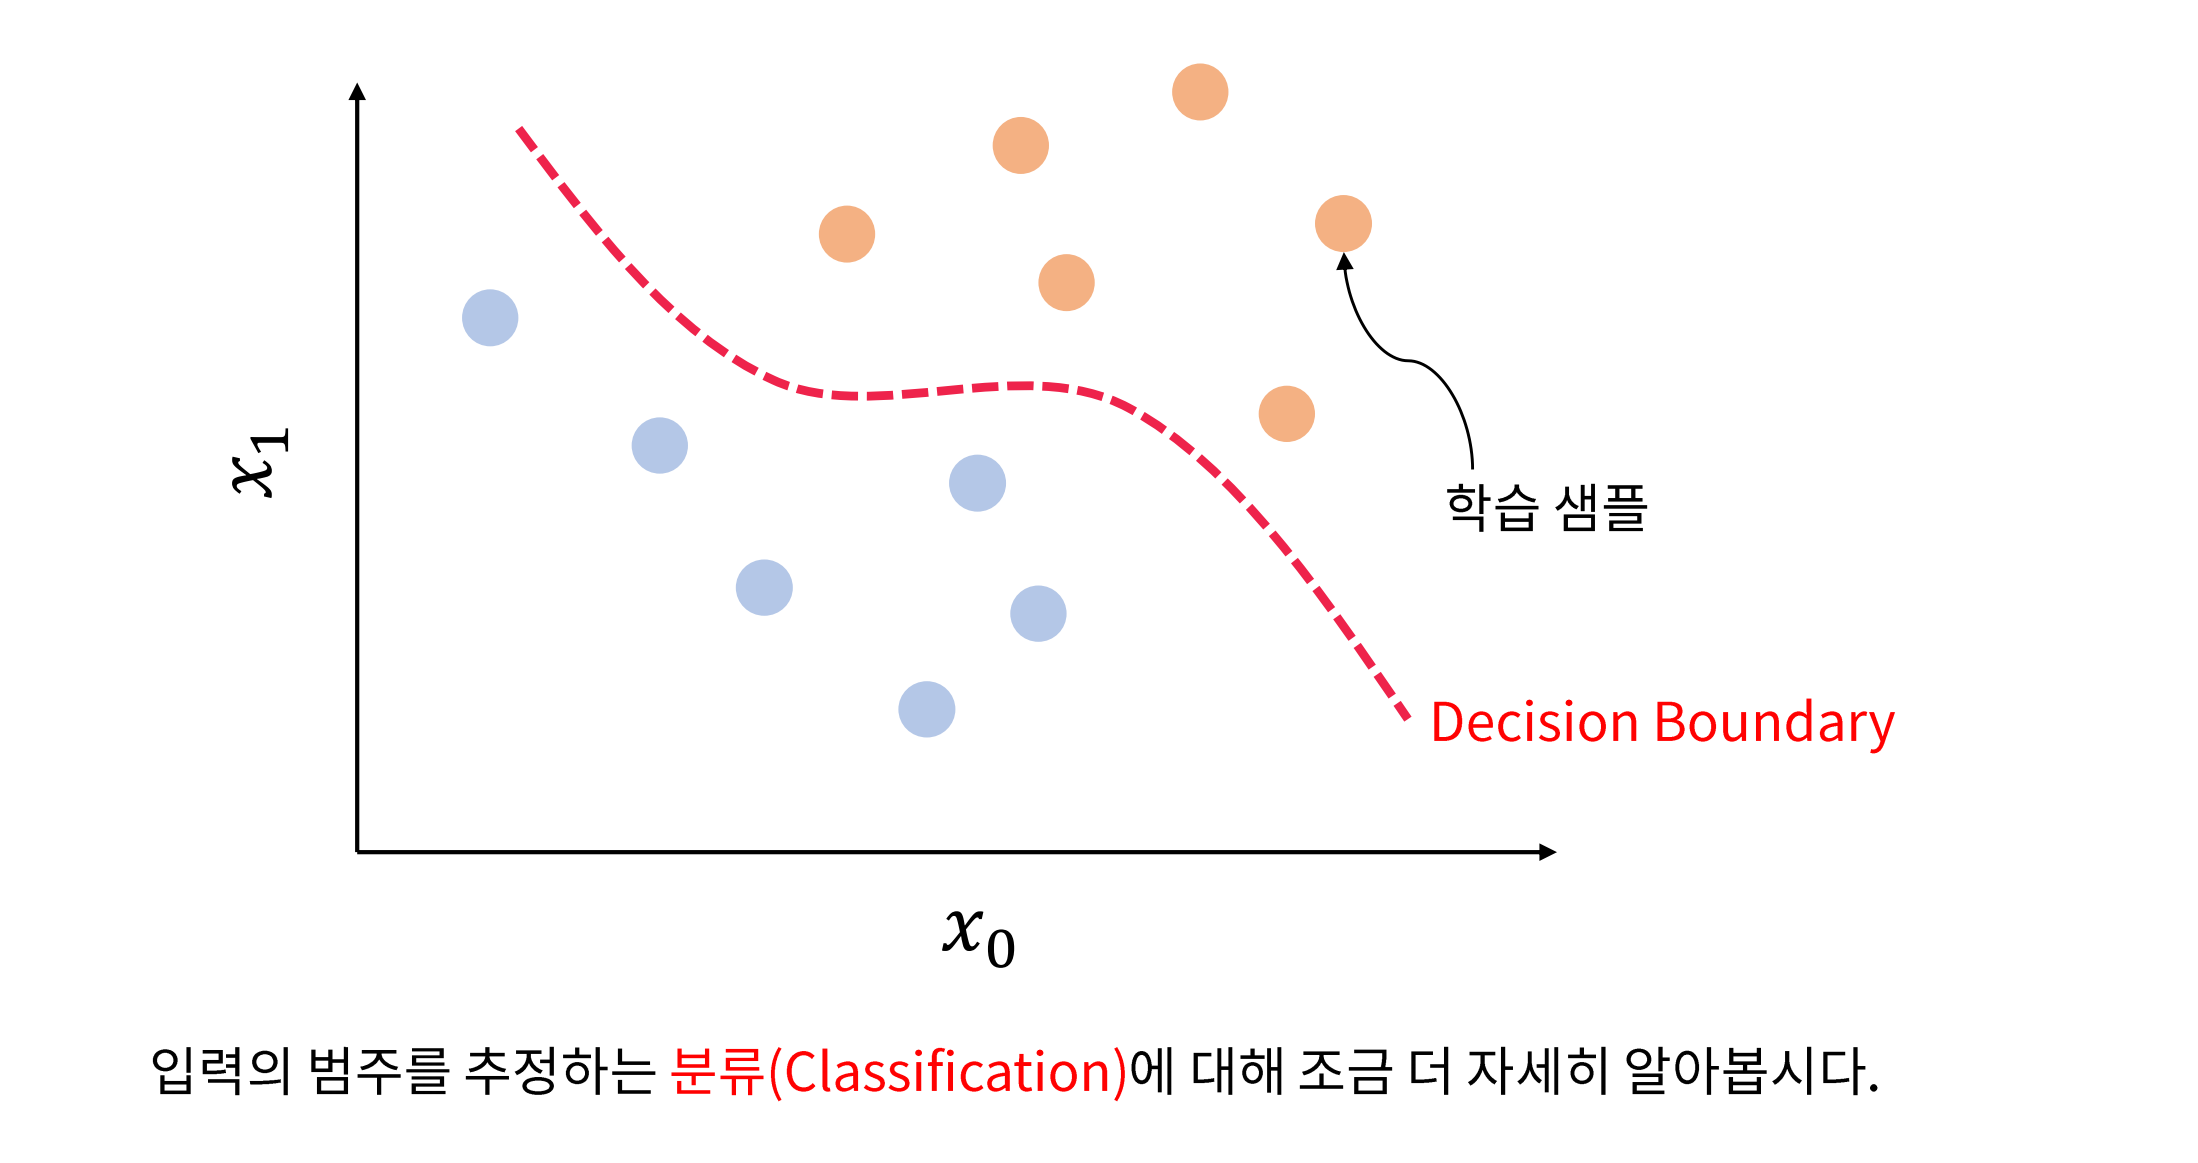 x₁
학습 샘플
Decision Boundary
x₀
입력의 범주를 추정하는 분류(Classification)에 대해 조금 더 자세히 알아봅시다.